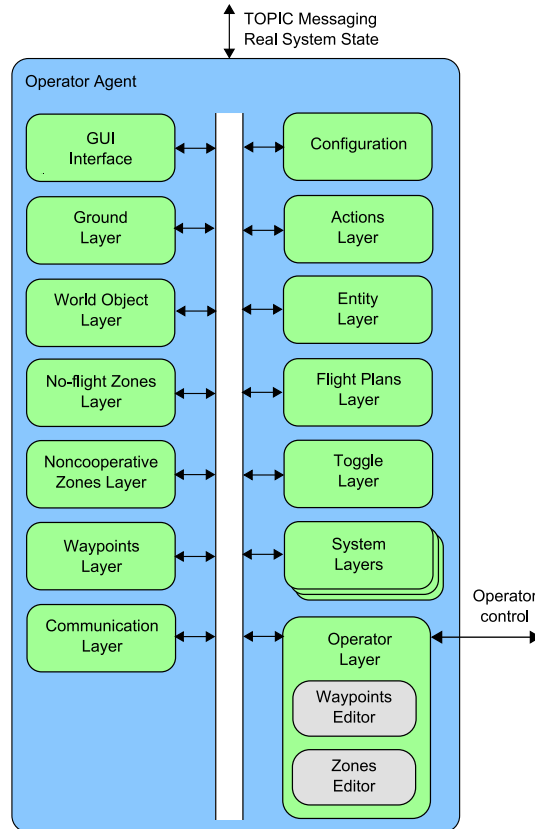 TOPIC Messaging
Real System State
Operator Agent
GUI
Interface
Configuration
Ground
Layer
Actions
Layer
World Object
Layer
Entity
Layer
No-flight Zones
Layer
Flight Plans
Layer
Noncooperative
Zones Layer
Toggle
Layer
Waypoints
Layer
System
Layers
Communication
Layer
Operator
Layer
Waypoints
Editor
Zones
Editor
Operator
control